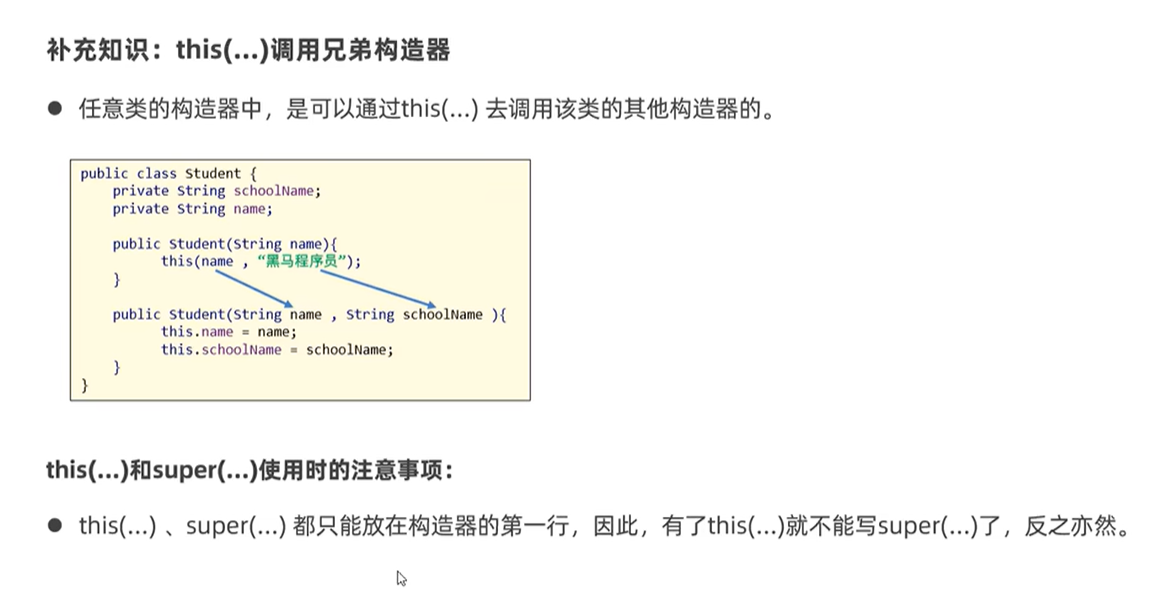 补充知识：this(…)调用兄弟构造器
● 任意类的构造器中，是可以通过this(…) 去调用该类的其他构造器的。
public class Student {
    private String schoolName;
    private String name;
    public Student(String name){
        this(name , “黑马程序员”);
    }
    public Student(String name , String schoolName ){
        this.name = name;
        this.schoolName = schoolName;
    }
}
this(…)和super(…)使用时的注意事项：
● this(…) 、super(…) 都只能放在构造器的第一行，因此，有了this(…)就不能写super(…)了，反之亦然。